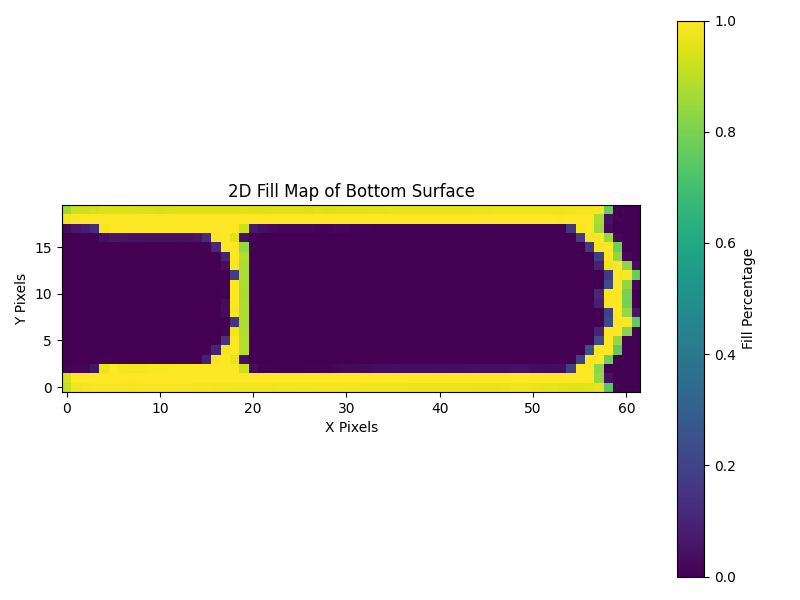 2D Fill Map of Bottom Surface
Y Pixels
15
10
5
0
0 10 20 30 40 50 60
X Pixels
1.0
0.8
0.6
0.4
0.2
0.0
Fill Percentage